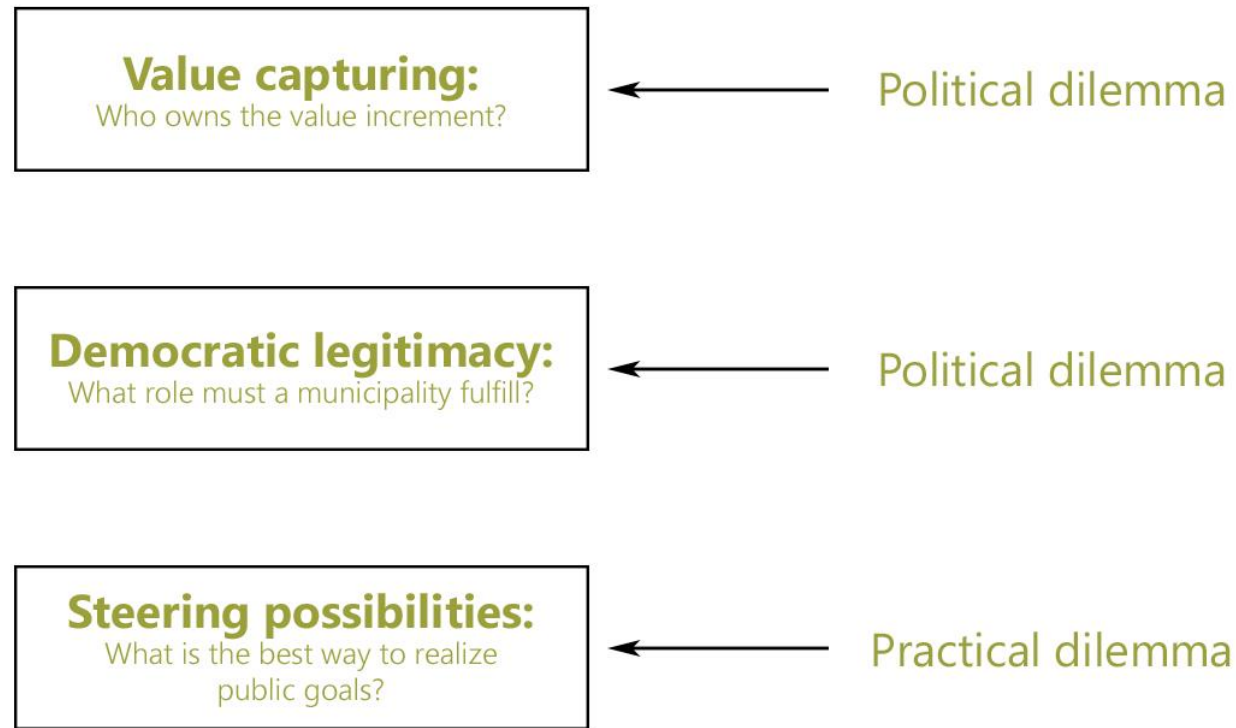 Value capturing:
Who owns the value increment?
Political dilemma
Democratic legitimacy:
What role must a municipality fulfill?
Political dilemma
Steering possibilities:
What is the best way to realize
public goals?
Practical dilemma